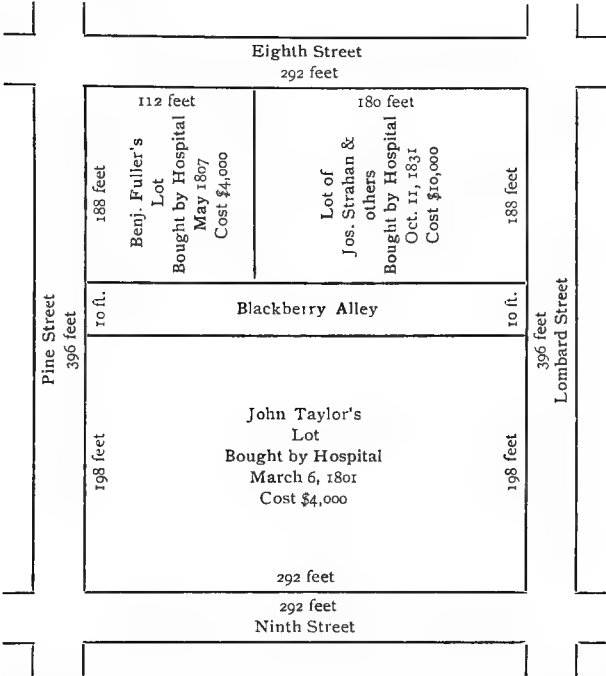 Eighth Street
292 feet
112 feet
180 feet
188 feet
Benj. Fuller's
Lot
Bought by Hospital
May 1807
Cost $4,000
Lot of
Jos. Strahan &
others
Bought by Hospital
Oct. 11, 1831
Cost $10,000
188 feet
10 ft.
Blackberry Alley
10 ft.
Pine Street
396 feet
396 feet
Lombard Street
198 feet
John Taylor's
Lot
Bought by Hospital
March 6, 1801
Cost $4,000
198 feet
292 feet
292 feet
Ninth Street